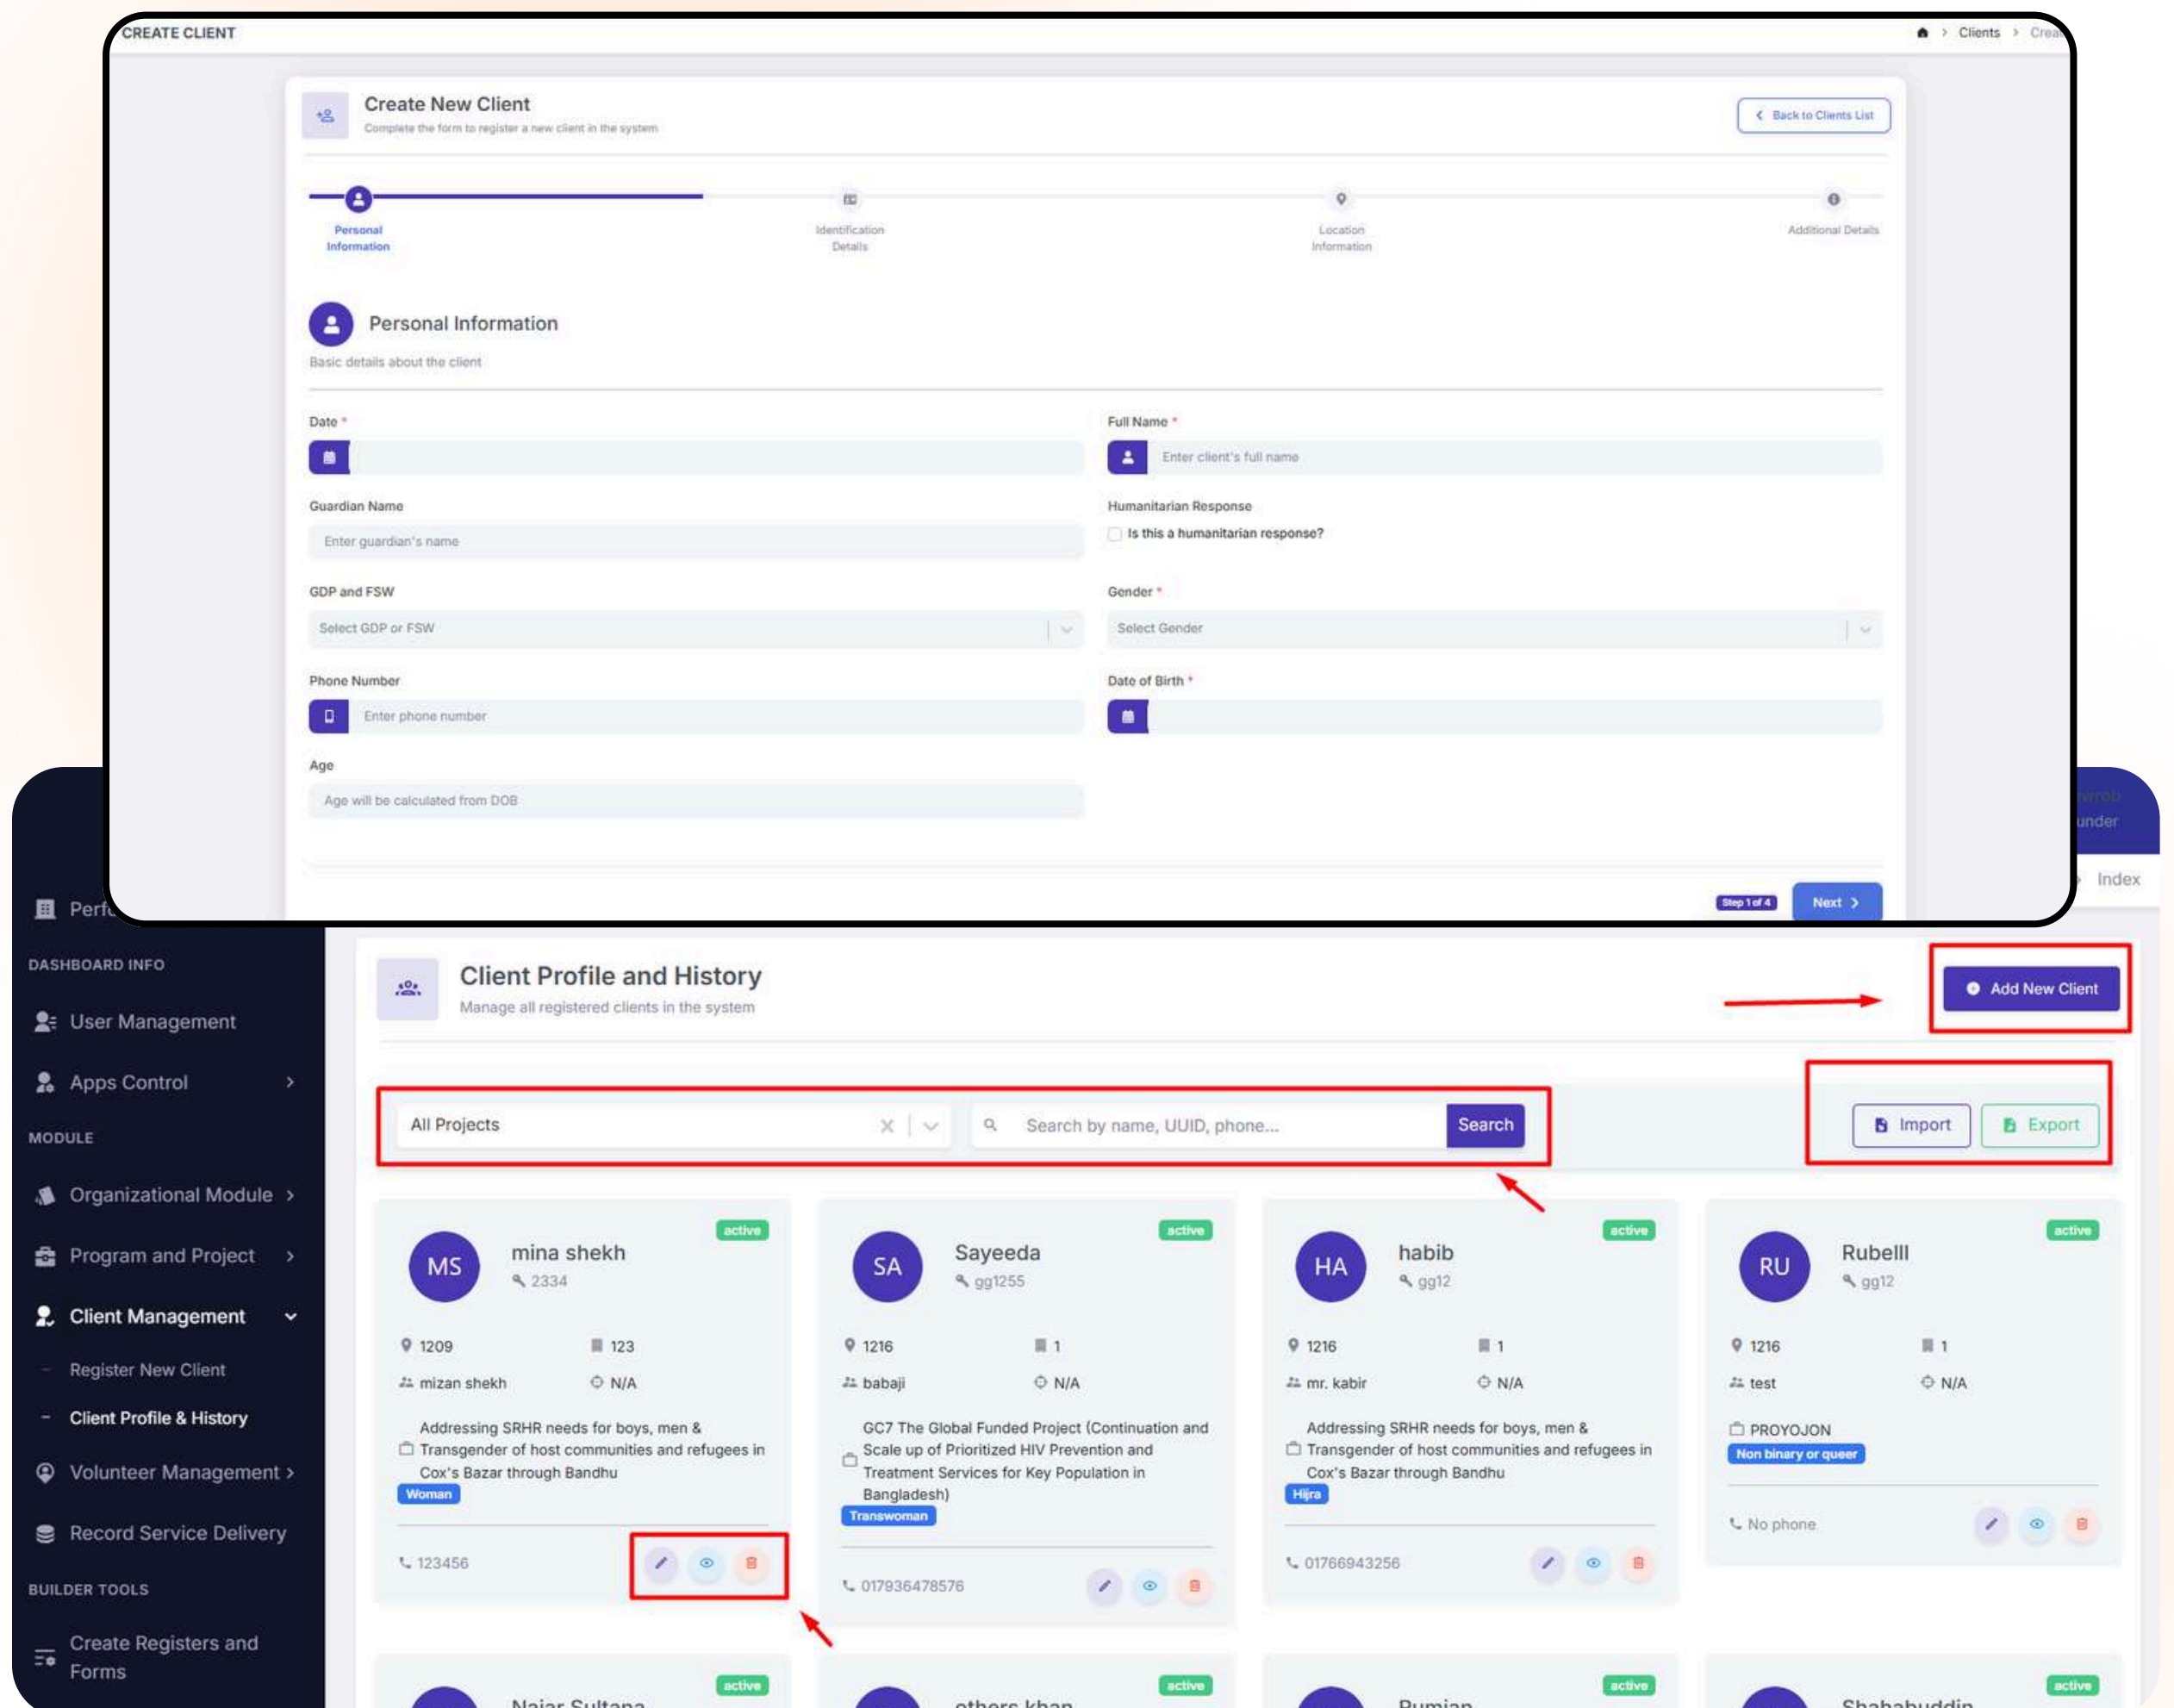 CREATE CLIENT
> Clients >
Create New Client
Complete the form to register a new client in the system
Back to Clients List
Personal
Information
Identification
Details
Location
Information
Additional Details
Personal Information
Basic details about the client
Date *
Full Name *
Enter client's full name
Guardian Name
Enter guardian's name
Humanitarian Response
Is this a humanitarian response?
GDP and FSW
Select GDP or FSW
Gender *
Select Gender
Phone Number
Enter phone number
Date of Birth *
Age
Age will be calculated from DOB
Step 1 of 4
Next >
under
Index
DASHBOARD INFO
User Management
Apps Control
MODULE
Organizational Module
Program and Project
Client Management
Register New Client
Client Profile & History
Volunteer Management
Record Service Delivery
BUILDER TOOLS
Create Registers and
Forms
Client Profile and History
Manage all registered clients in the system
Add New Client
All Projects
Search by name, UUID, phone...
Search
Import
Export
active
MS
mina shekh
2334
1209
123
mizan shekh
N/A
Addressing SRHR needs for boys, men &
Transgender of host communities and refugees in
Cox's Bazar through Bandhu
Woman
123456
active
SA
Sayeeda
gg1255
1216
1
babaji
N/A
GC7 The Global Funded Project (Continuation and
Scale up of Prioritized HIV Prevention and
Treatment Services for Key Population in
Bangladesh)
Transwoman
017936478576
active
HA
habib
gg12
1216
1
mr. kabir
N/A
Addressing SRHR needs for boys, men &
Transgender of host communities and refugees in
Cox's Bazar through Bandhu
Hijra
01766943256
active
RU
Rubelll
gg12
1216
1
test
N/A
PROYOJON
Non binary or queer
No phone
active
Sultana
active
others khan
active
active
Shahabuddin